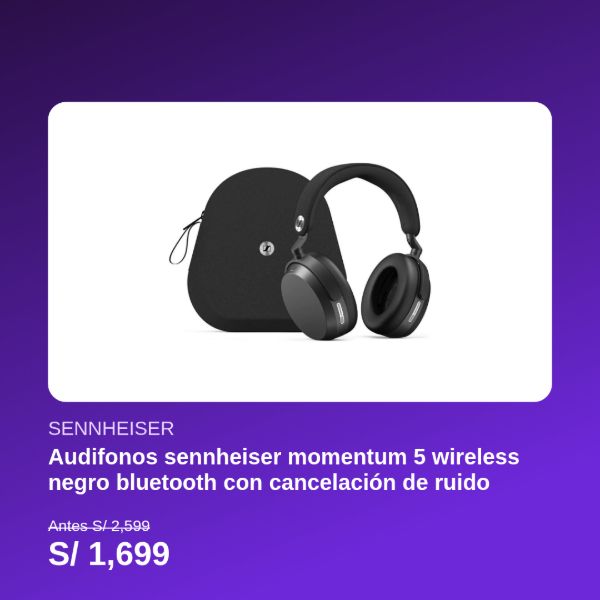 SENNHEISER
Audifonos sennheiser momentum 5 wireless
negro bluetooth con cancelación de ruido
Antes S/ 2,599
S/ 1,699